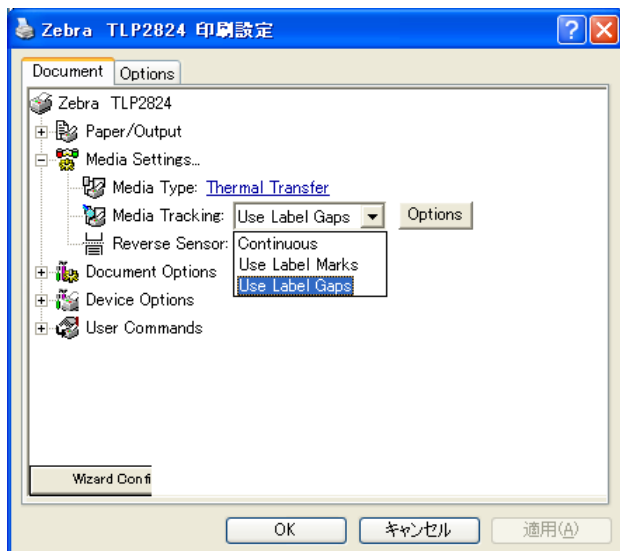 Zebra TLP2824 印刷設定
Document Options
Zebra TLP2824
Paper/Output
Media Settings...
Media Type: Thermal Transfer
Media Tracking: Use Label Gaps Options
Reverse Sensor: Continuous
Use Label Marks
Use Label Gaps
Document Options
Device Options
User Commands
Wizard Confi
OK キャンセル 適用(A)